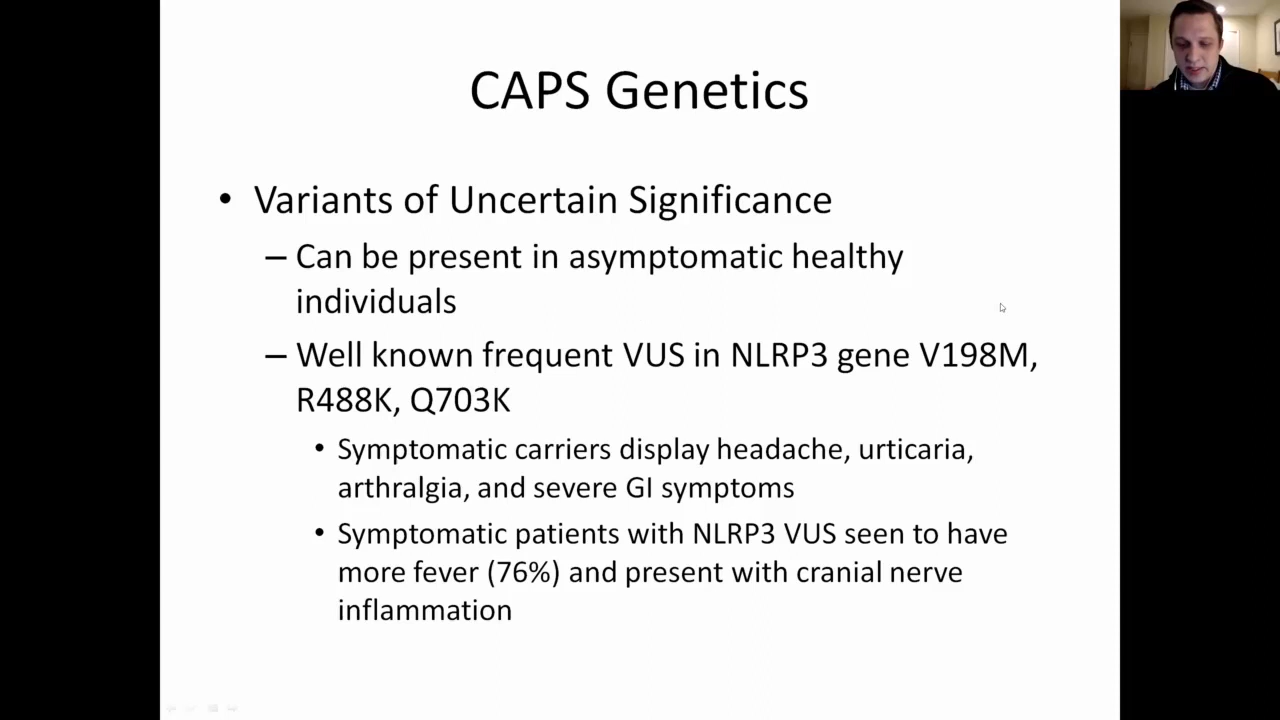 CAPS Genetics
• Variants of Uncertain Significance
– Can be present in asymptomatic healthy
individuals
– Well known frequent VUS in NLRP3 gene V198M,
R488K, Q703K
• Symptomatic carriers display headache, urticaria,
arthralgia, and severe GI symptoms
• Symptomatic patients with NLRP3 VUS seen to have
more fever (76%) and present with cranial nerve
inflammation